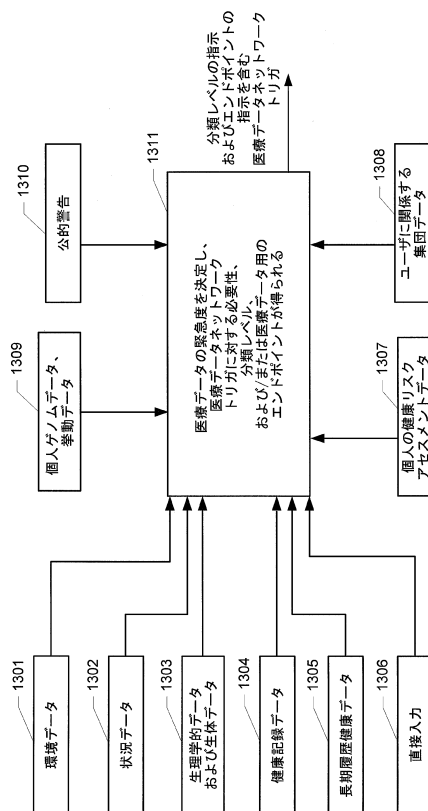 1301
環境データ
1302
状況データ
1303
生理学的データ
および生体データ
1304
健康記録データ
1305
長期履歴健康データ
1306
直接入力
1309
個人ゲノムデータ、
挙動データ
1310
公的警告
1311
医療データの緊急度を決定し、
医療データネットワーク
トリガに対する必要性、
分類レベル、
および/または医療データ用の
エンドポイントが得られる
1307
個人の健康リスク
アセスメントデータ
1308
ユーザに関係する
集団データ
分類レベルの指示
およびエンドポイントの
指示を含む
医療データネットワーク
トリガ